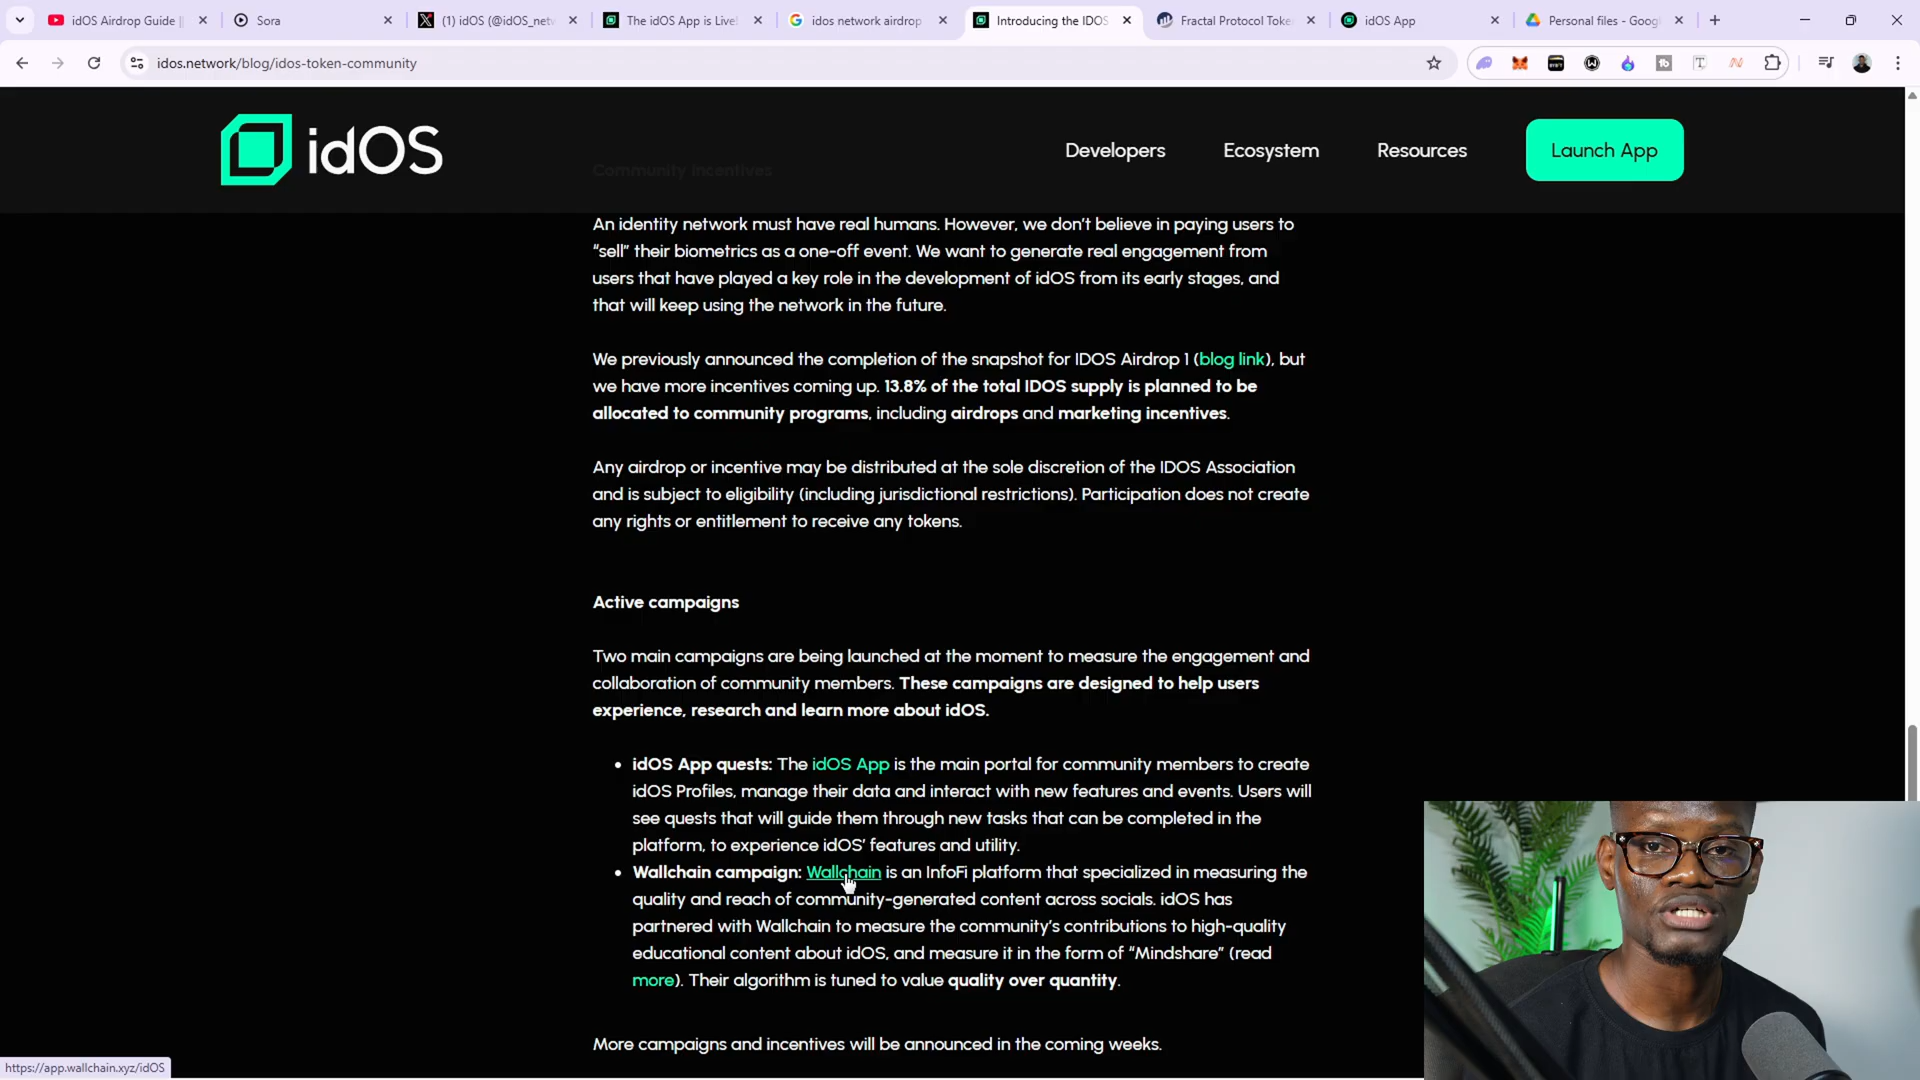 idOS Airdrop Guide ||
Sora
(1) idOS (@idOS_netw
The idOS App is Live!
idos network airdrop
Introducing the IDOS
Fractal Protocol Toke
idOS App
Personal files - Goog
idos.network/blog/idos-token-community
idOS
Developers
Ecosystem
Resources
Launch App
Community incentives
An identity network must have real humans. However, we don't believe in paying users to
“sell” their biometrics as a one-off event. We want to generate real engagement from
users that have played a key role in the development of idOS from its early stages, and
that will keep using the network in the future.
We previously announced the completion of the snapshot for IDOS Airdrop 1 (blog link), but
we have more incentives coming up. 13.8% of the total IDOS supply is planned to be
allocated to community programs, including airdrops and marketing incentives.
Any airdrop or incentive may be distributed at the sole discretion of the IDOS Association
and is subject to eligibility (including jurisdictional restrictions). Participation does not create
any rights or entitlement to receive any tokens.
Active campaigns
Two main campaigns are being launched at the moment to measure the engagement and
collaboration of community members. These campaigns are designed to help users
experience, research and learn more about idOS.
• idOS App quests: The idOS App is the main portal for community members to create
idOS Profiles, manage their data and interact with new features and events. Users will
see quests that will guide them through new tasks that can be completed in the
platform, to experience idOS' features and utility.
• Wallchain campaign: Wallchain is an InfoFi platform that specialized in measuring the
quality and reach of community-generated content across socials. idOS has
partnered with Wallchain to measure the community's contributions to high-quality
educational content about idOS, and measure it in the form of “Mindshare” (read
more). Their algorithm is tuned to value quality over quantity.
More campaigns and incentives will be announced in the coming weeks.
https://app.wallchain.xyz/idOS